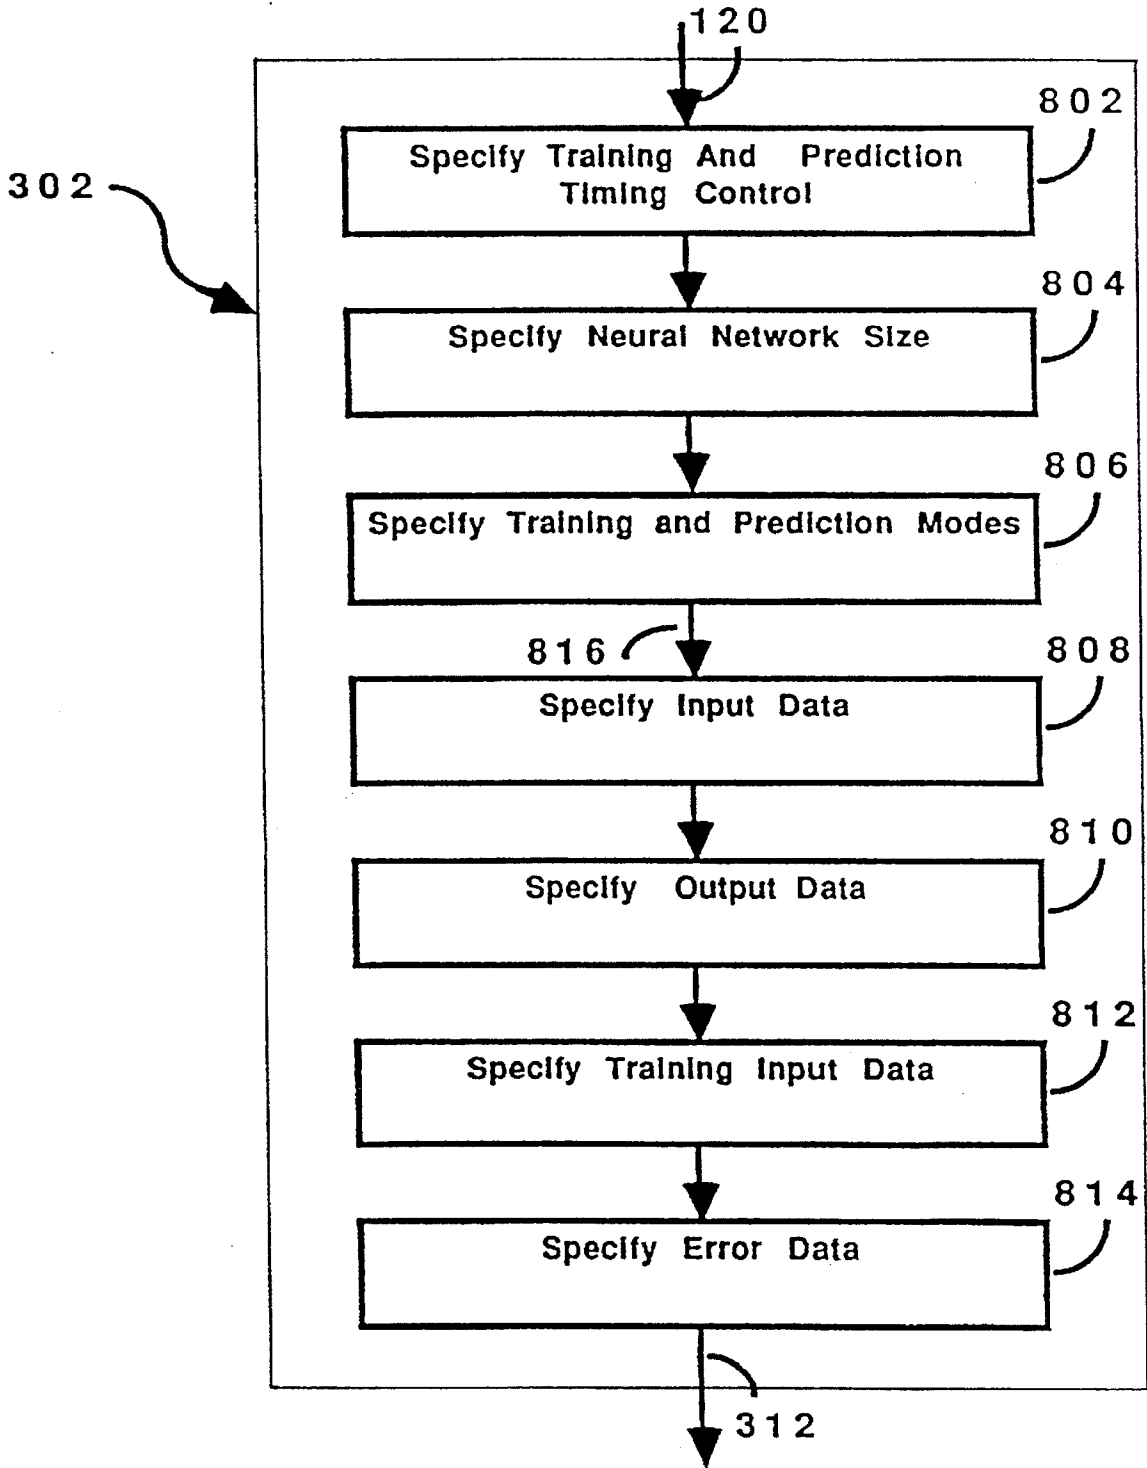 120
802
Specify Training And Prediction
Timing Control
302
804
Specify Neural Network Size
806
Specify Training and Prediction Modes
816
808
Specify Input Data
810
Specify Output Data
812
Specify Training Input Data
814
Specify Error Data
312